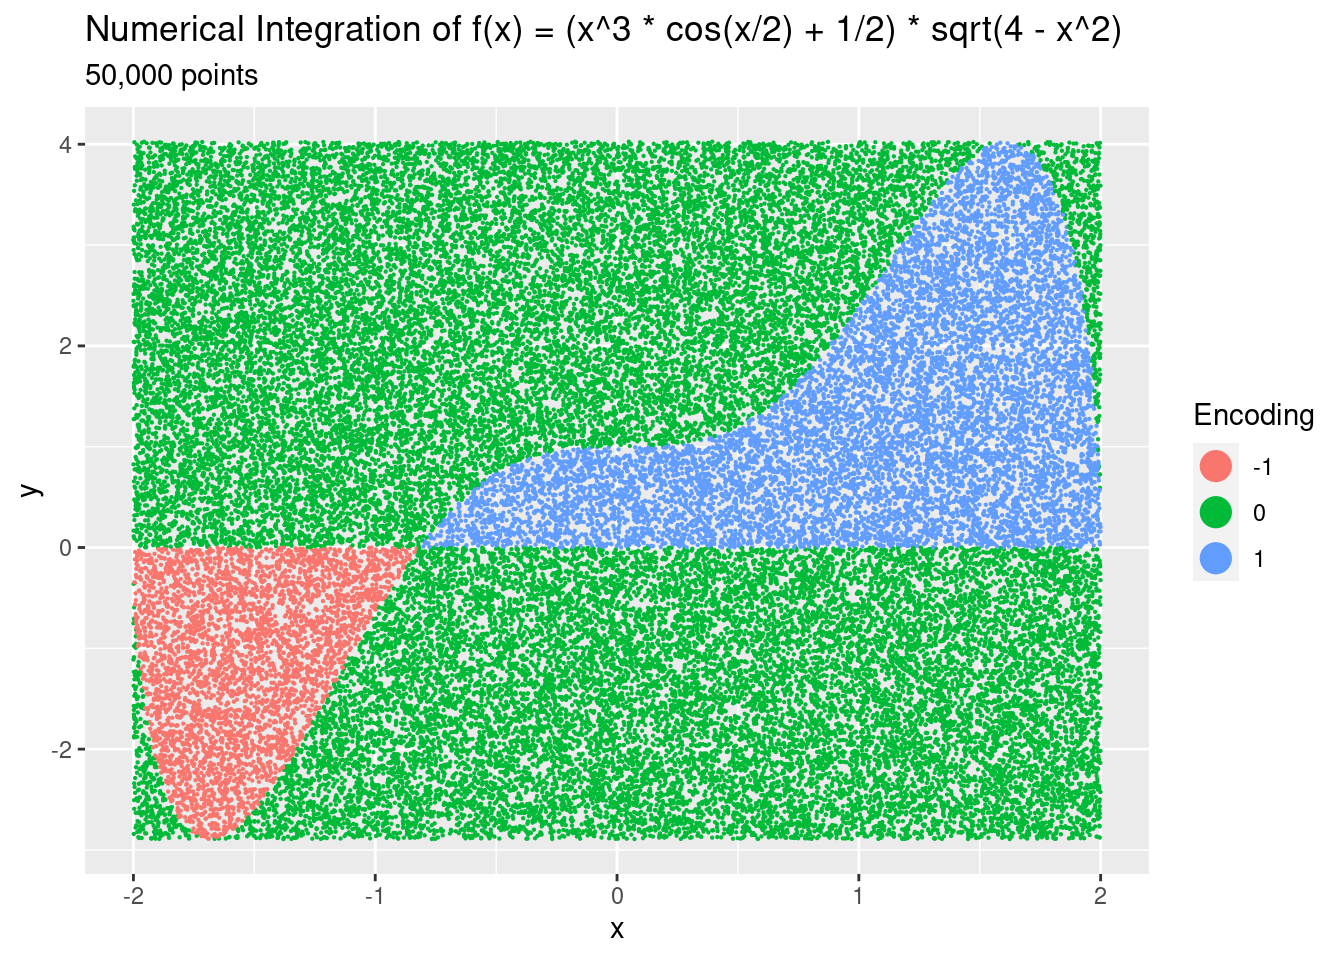 Numerical Integration of f(x) = (x^3 * cos(x/2) + 1/2) * sqrt(4 - x^2)
50,000 points
4
2
0
-2
y
-2
-1
0
1
2
x
Encoding
-1
0
1